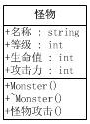 怪物
+名称 : string
+等级 : int
+生命值 : int
+攻击力 : int
+Monster()
+~Monster()
+怪物攻击()